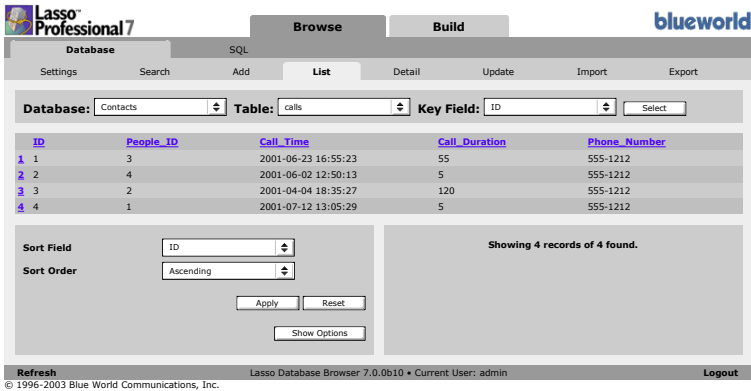 Lasso™
Professional 7
Browse Build
blueworld
Database SQL
Settings Search Add List Detail Update Import Export
Database: Contacts Table: calls Key Field: ID Select
ID People_ID Call_Time Call_Duration Phone_Number
1 1 3 2001-06-23 16:55:23 55 555-1212
2 2 4 2001-06-02 12:50:13 5 555-1212
3 3 2 2001-04-04 18:35:27 120 555-1212
4 4 1 2001-07-12 13:05:29 5 555-1212
Sort Field ID
Sort Order Ascending
Apply Reset
Show Options
Showing 4 records of 4 found.
Refresh Lasso Database Browser 7.0.0b10 • Current User: admin Logout
© 1996-2003 Blue World Communications, Inc.